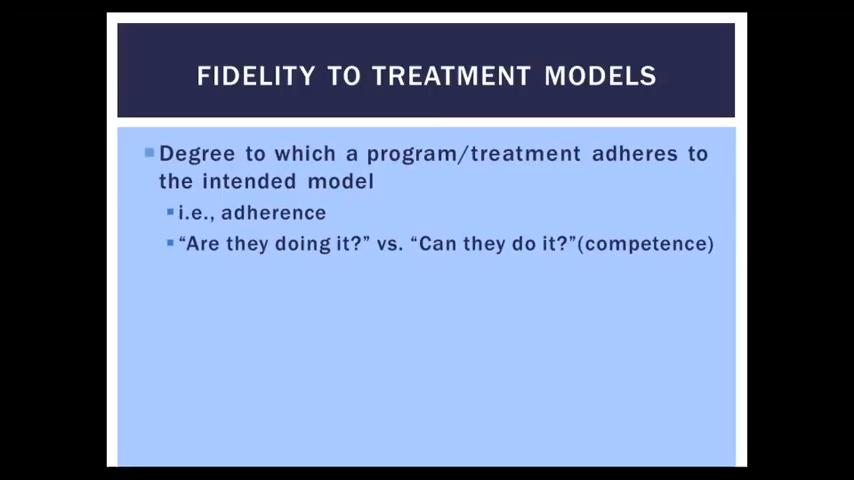 FIDELITY TO TREATMENT MODELS
Degree to which a program/treatment adheres to
the intended model
i.e., adherence
“Are they doing it?” vs. “Can they do it?”(competence)